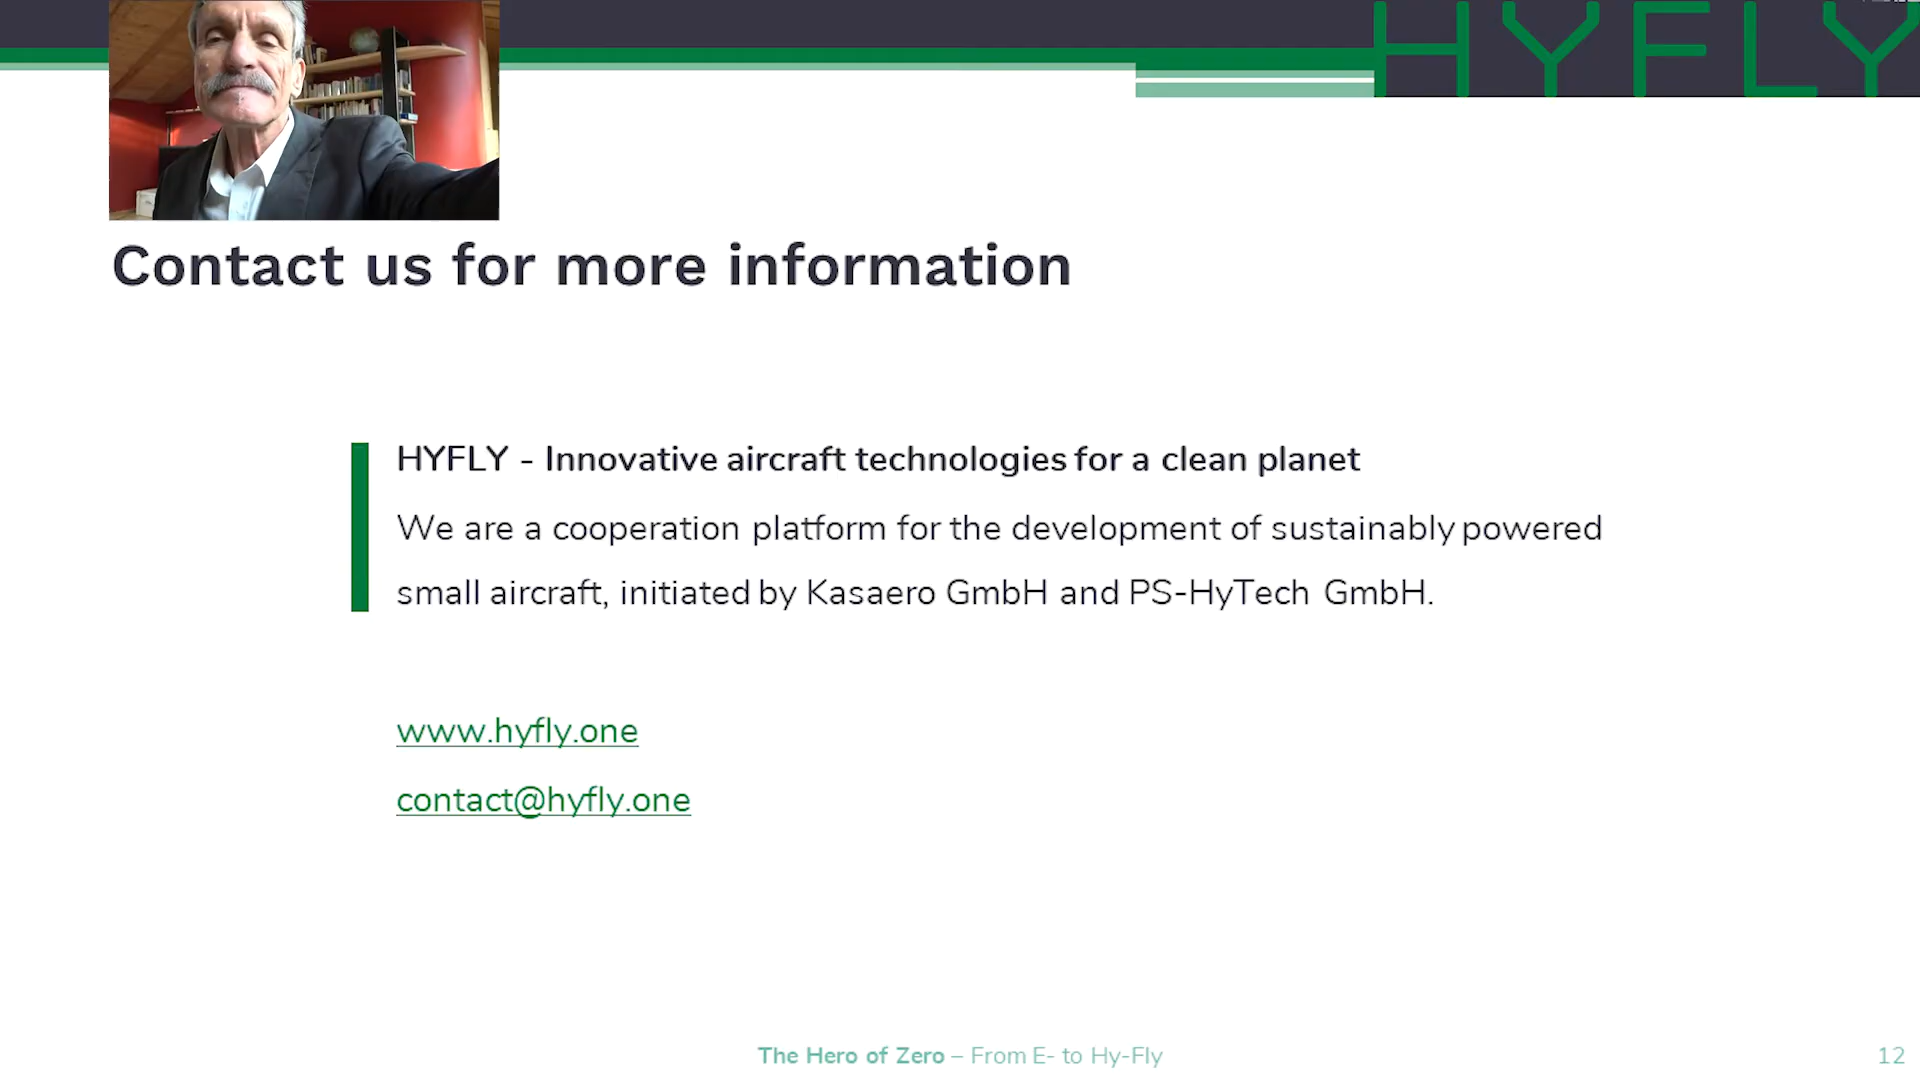 HYFLY
Contact us for more information
HYFLY - Innovative aircraft technologies for a clean planet
We are a cooperation platform for the development of sustainably powered
small aircraft, initiated by Kasaero GmbH and PS-HyTech GmbH.
www.hyfly.one
contact@hyfly.one
The Hero of Zero – From E- to Hy-Fly
12